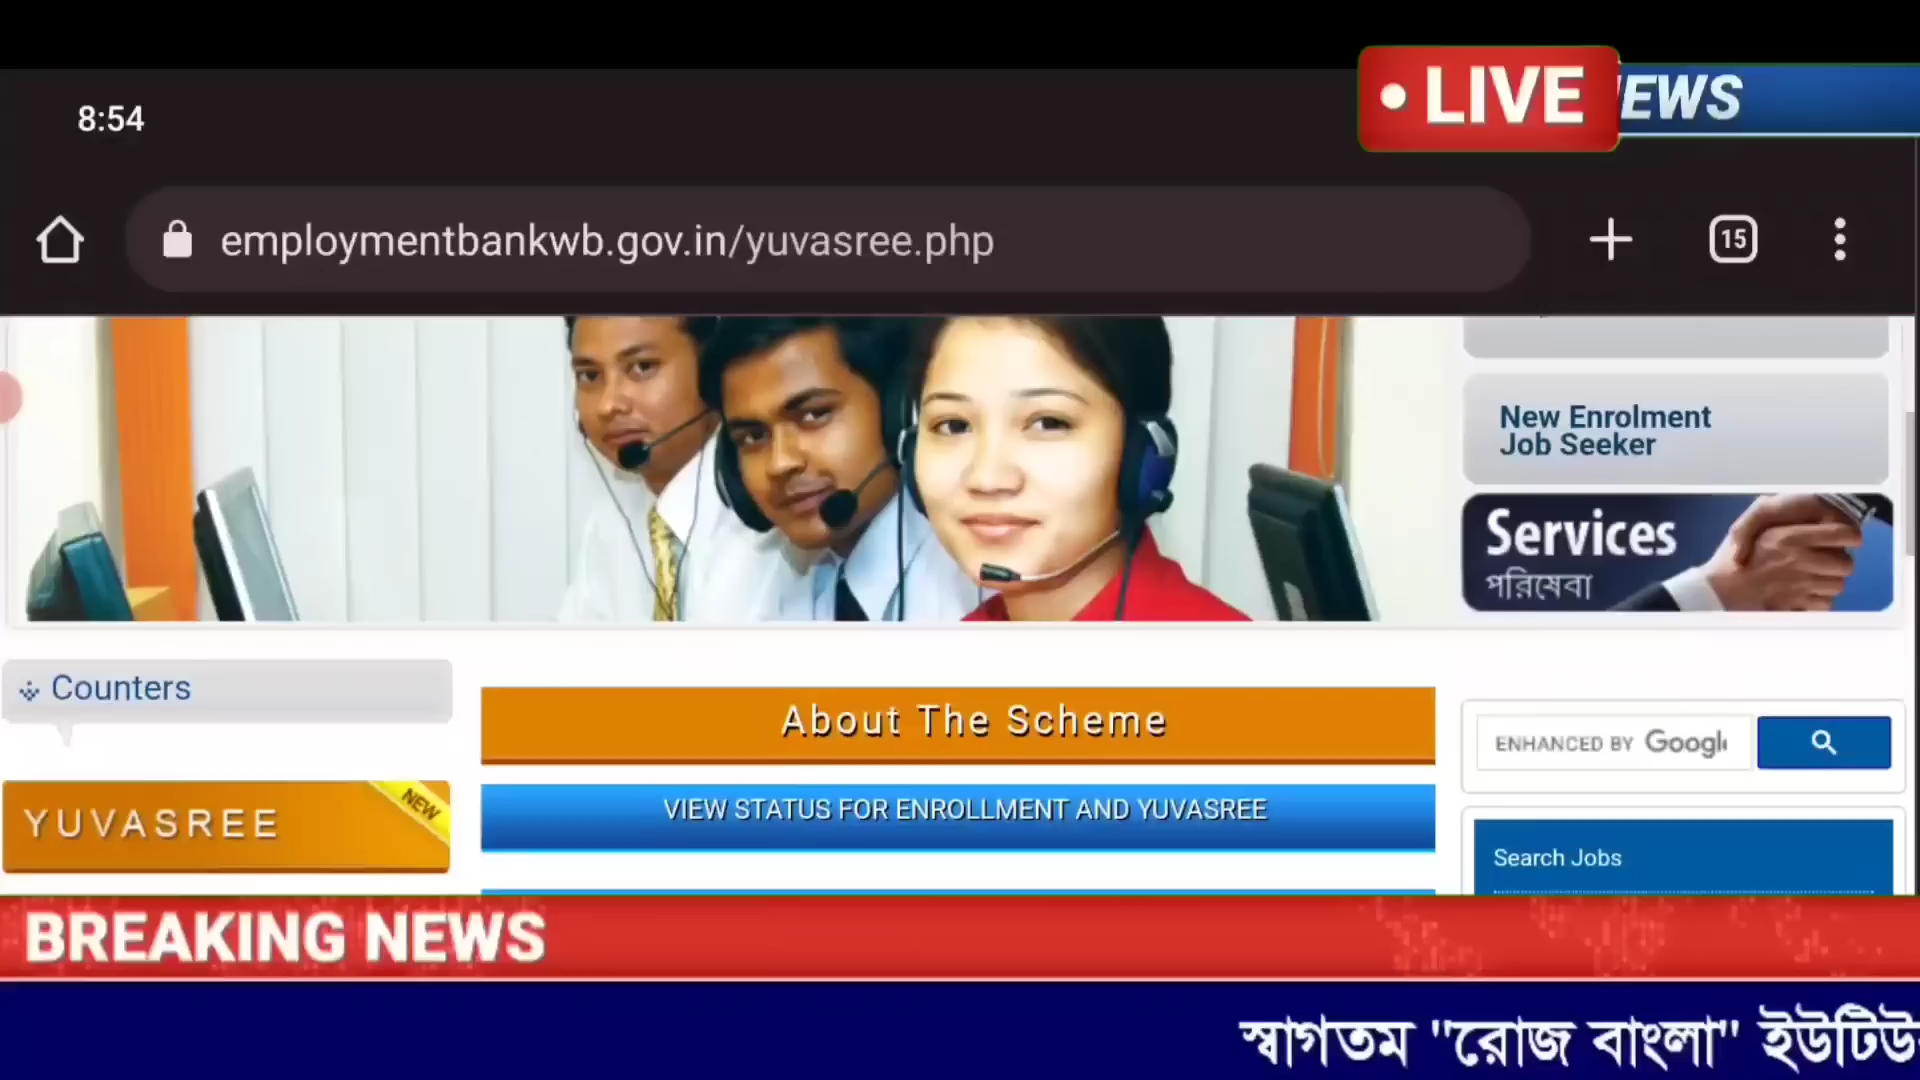 LIVE
EWS
8:54
employmentbankwb.gov.in/yuvasree.php
15
New Enrolment
Job Seeker
Services
পরিষেবা
Counters
About The Scheme
ENHANCED BY Google
YUVASREE
NEW
VIEW STATUS FOR ENROLLMENT AND YUVASREE
Search Jobs
BREAKING NEWS
স্বাগতম "রোজ বাংলা" ইউটিউ